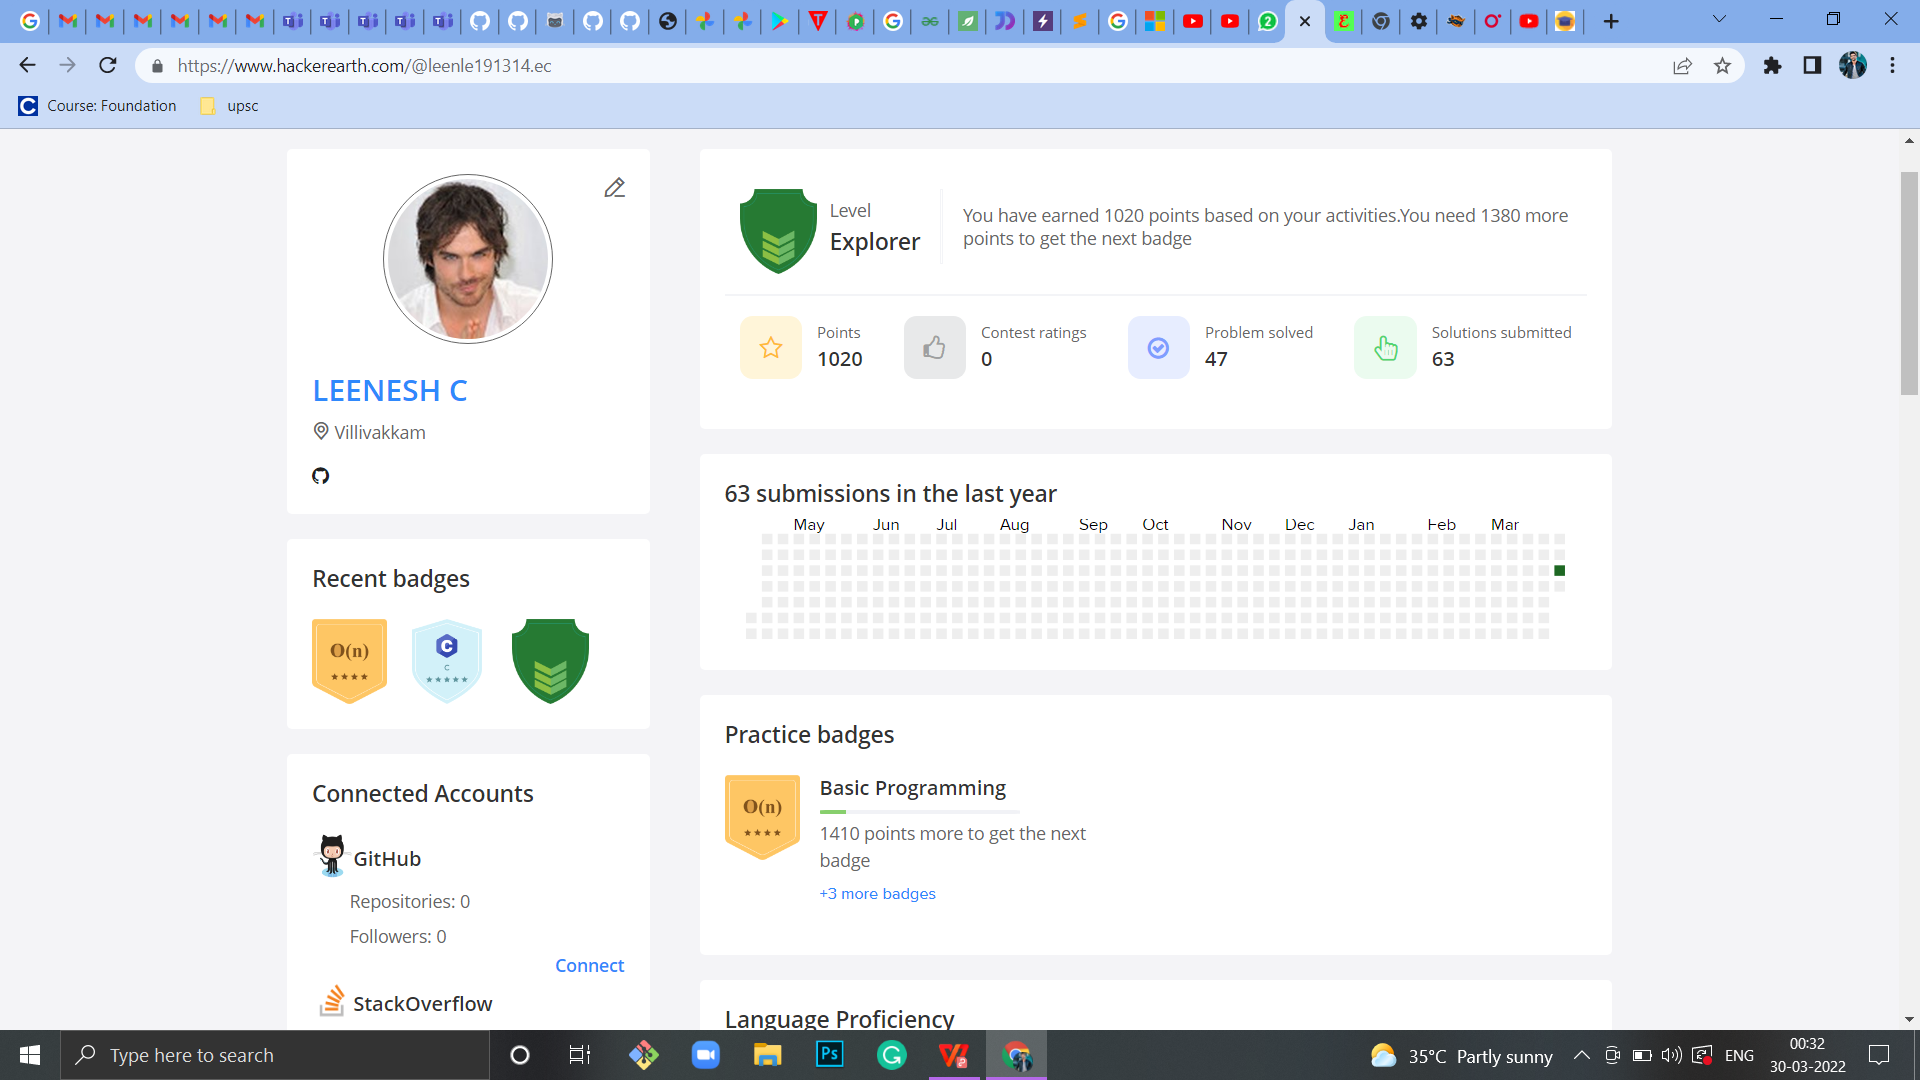 https://www.hackerearth.com/@leenle191314.ec
Course: Foundation
upsc
LEENESH C
Villivakkam
Level
Explorer
You have earned 1020 points based on your activities.You need 1380 more
points to get the next badge
Points
1020
Contest ratings
0
Problem solved
47
Solutions submitted
63
63 submissions in the last year
May Jun Jul Aug Sep Oct Nov Dec Jan Feb Mar
Recent badges
O(n)
C
C
Practice badges
O(n)
Basic Programming
1410 points more to get the next
badge
+3 more badges
Connected Accounts
GitHub
Repositories: 0
Followers: 0
Connect
StackOverflow
Language Proficiency
Type here to search
Ps
35°C Partly sunny
ENG
00:32
30-03-2022